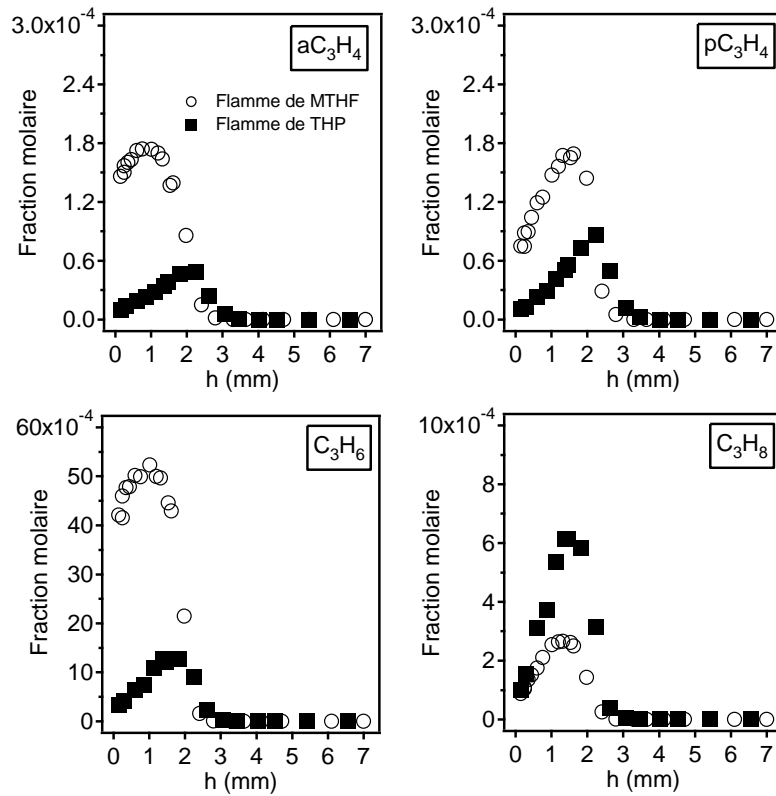 3.0x10⁻⁴
aC₃H₄
2.4
Flamme de MTHF
Flamme de THP
1.8
1.2
0.6
0.0
Fraction molaire
0 1 2 3 4 5 6 7
h (mm)
3.0x10⁻⁴
pC₃H₄
2.4
1.8
1.2
0.6
0.0
Fraction molaire
0 1 2 3 4 5 6 7
h (mm)
60x10⁻⁴
C₃H₆
50
40
30
20
10
0
Fraction molaire
0 1 2 3 4 5 6 7
h (mm)
10x10⁻⁴
C₃H₈
8
6
4
2
0
Fraction molaire
0 1 2 3 4 5 6 7
h (mm)